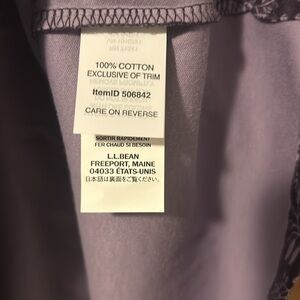 100% COTTON
EXCLUSIVE OF TRIM
ItemID 506842
CARE ON REVERSE
SORTIR RAPIDEMENT
FER CHAUD SI BESOIN
L.L.BEAN
FREEPORT, MAINE
04033 ÉTATS-UNIS
日本語は裏面をご覧ください